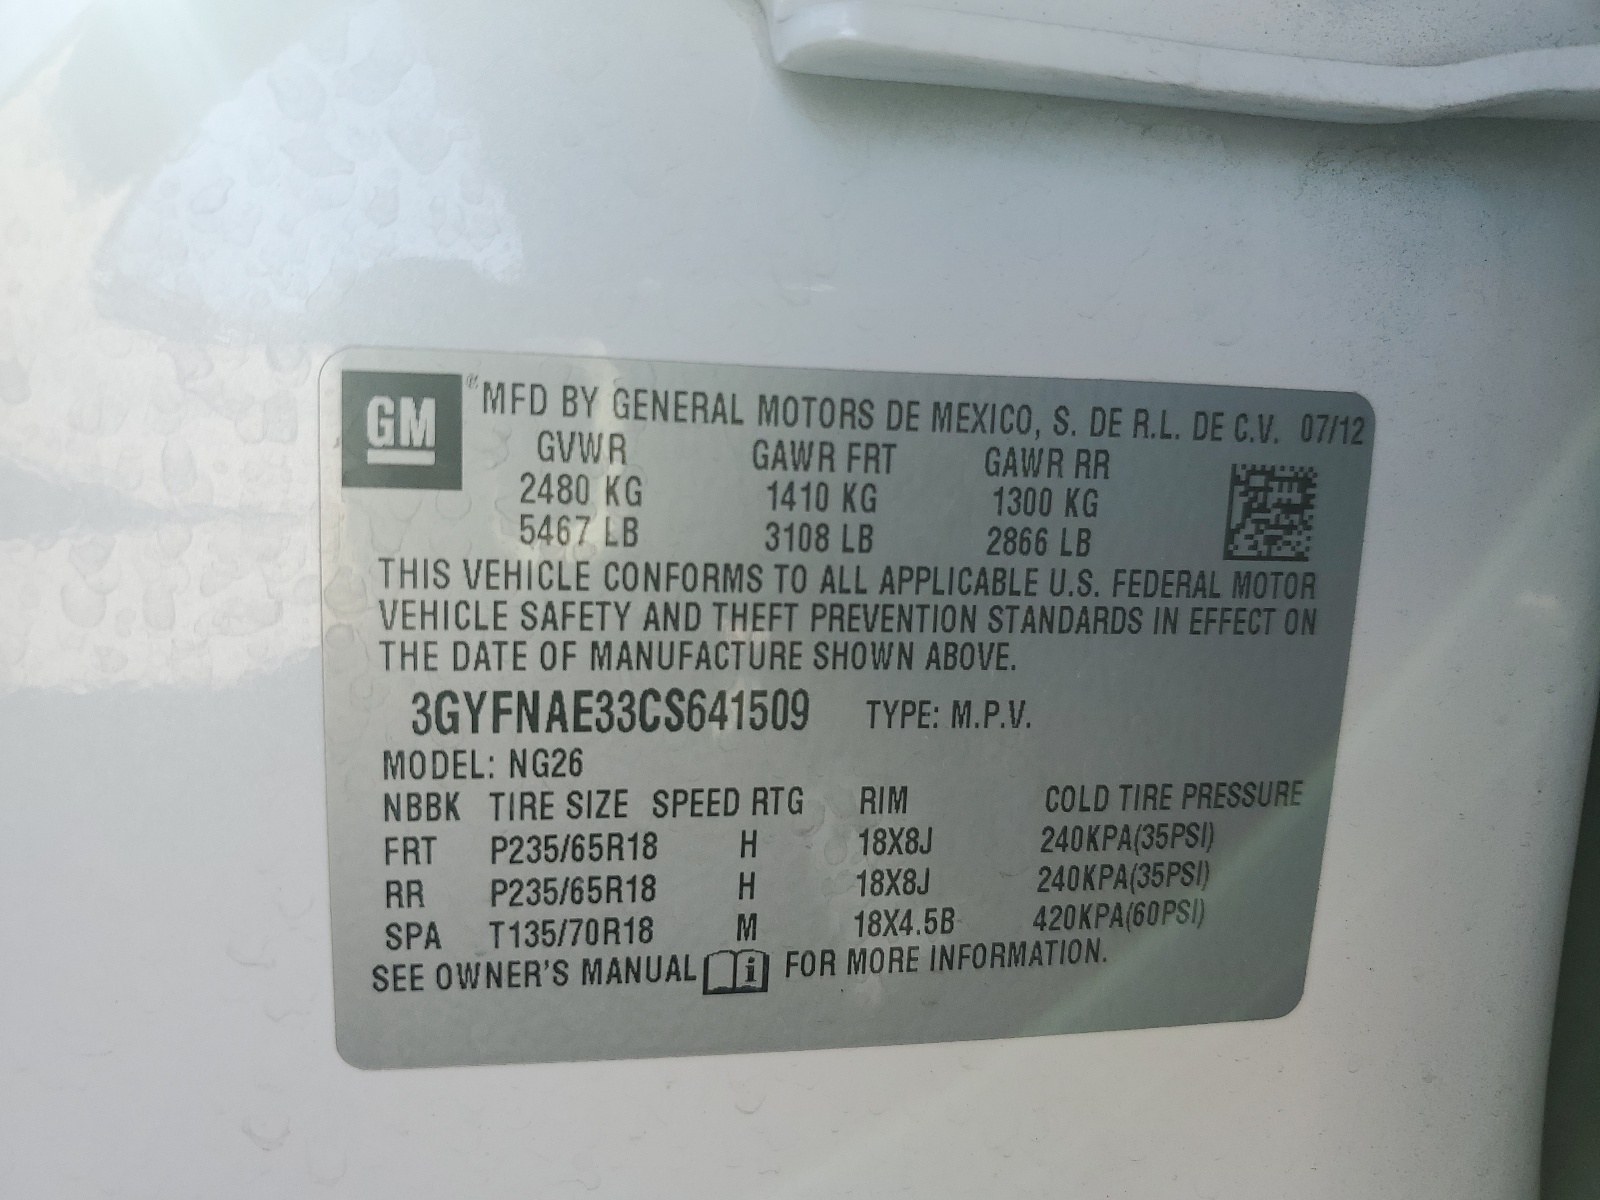 GM
® MFD BY GENERAL MOTORS DE MEXICO, S. DE R.L. DE C.V. 07/12
GVWR GAWR FRT GAWR RR
2480 KG 1410 KG 1300 KG
5467 LB 3108 LB 2866 LB
THIS VEHICLE CONFORMS TO ALL APPLICABLE U.S. FEDERAL MOTOR
VEHICLE SAFETY AND THEFT PREVENTION STANDARDS IN EFFECT ON
THE DATE OF MANUFACTURE SHOWN ABOVE.
3GYFNAE33CS641509 TYPE: M.P.V.
MODEL: NG26
NBBK TIRE SIZE SPEED RTG RIM COLD TIRE PRESSURE
FRT P235/65R18 H 18X8J 240KPA(35PSI)
RR P235/65R18 H 18X8J 240KPA(35PSI)
SPA T135/70R18 M 18X4.5B 420KPA(60PSI)
SEE OWNER'S MANUAL i FOR MORE INFORMATION.